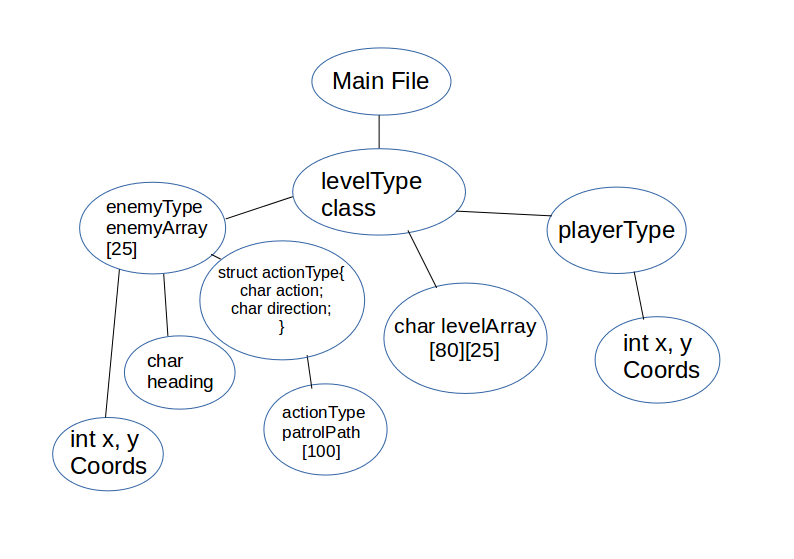 Main File
levelType
class
enemyType
enemyArray
[25]
playerType
struct actionType{
char action;
char direction;
}
char levelArray
[80][25]
int x, y
Coords
char
heading
actionType
patrolPath
[100]
int x, y
Coords